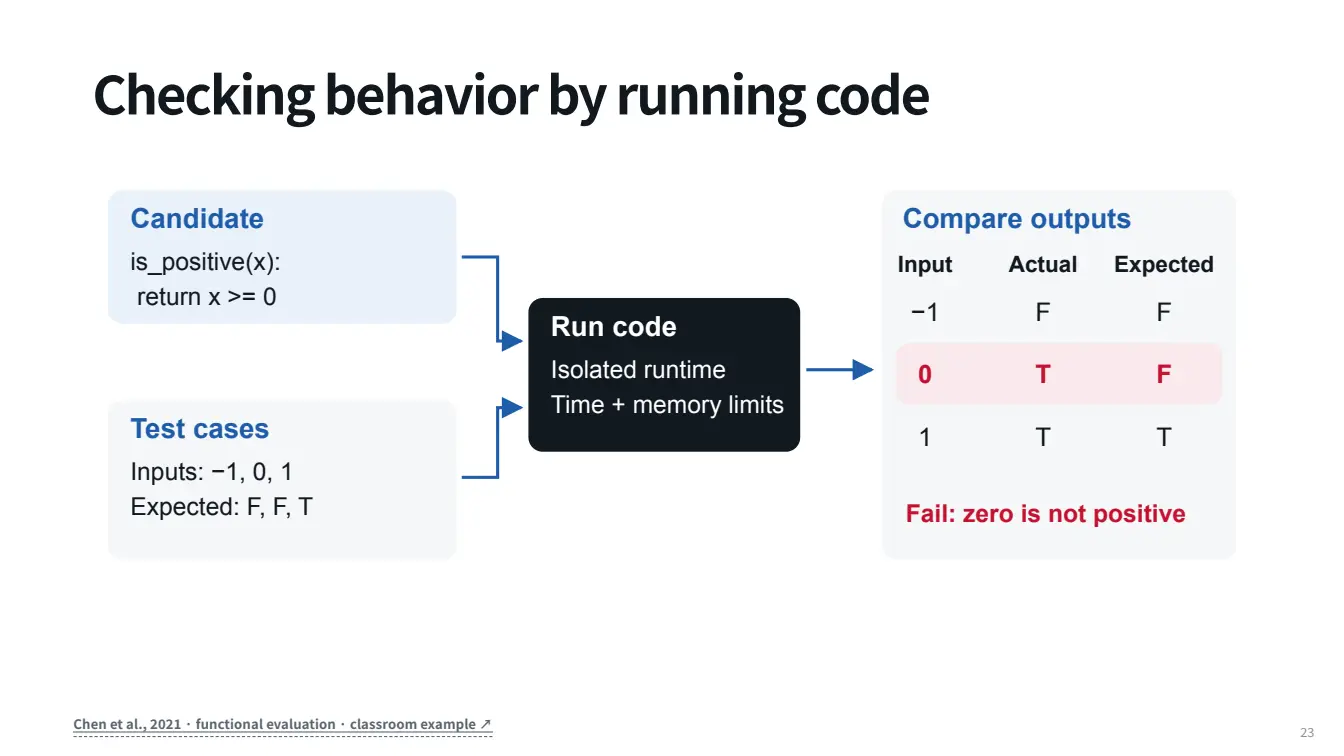 Checking behavior by running code
Candidate
is_positive(x):
return x >= 0
Test cases
Inputs: −1, 0, 1
Expected: F, F, T
Run code
Isolated runtime
Time + memory limits
Compare outputs
Input Actual Expected
−1 F F
0 T F
1 T T
Fail: zero is not positive
Chen et al., 2021 · functional evaluation · classroom example ↗
23